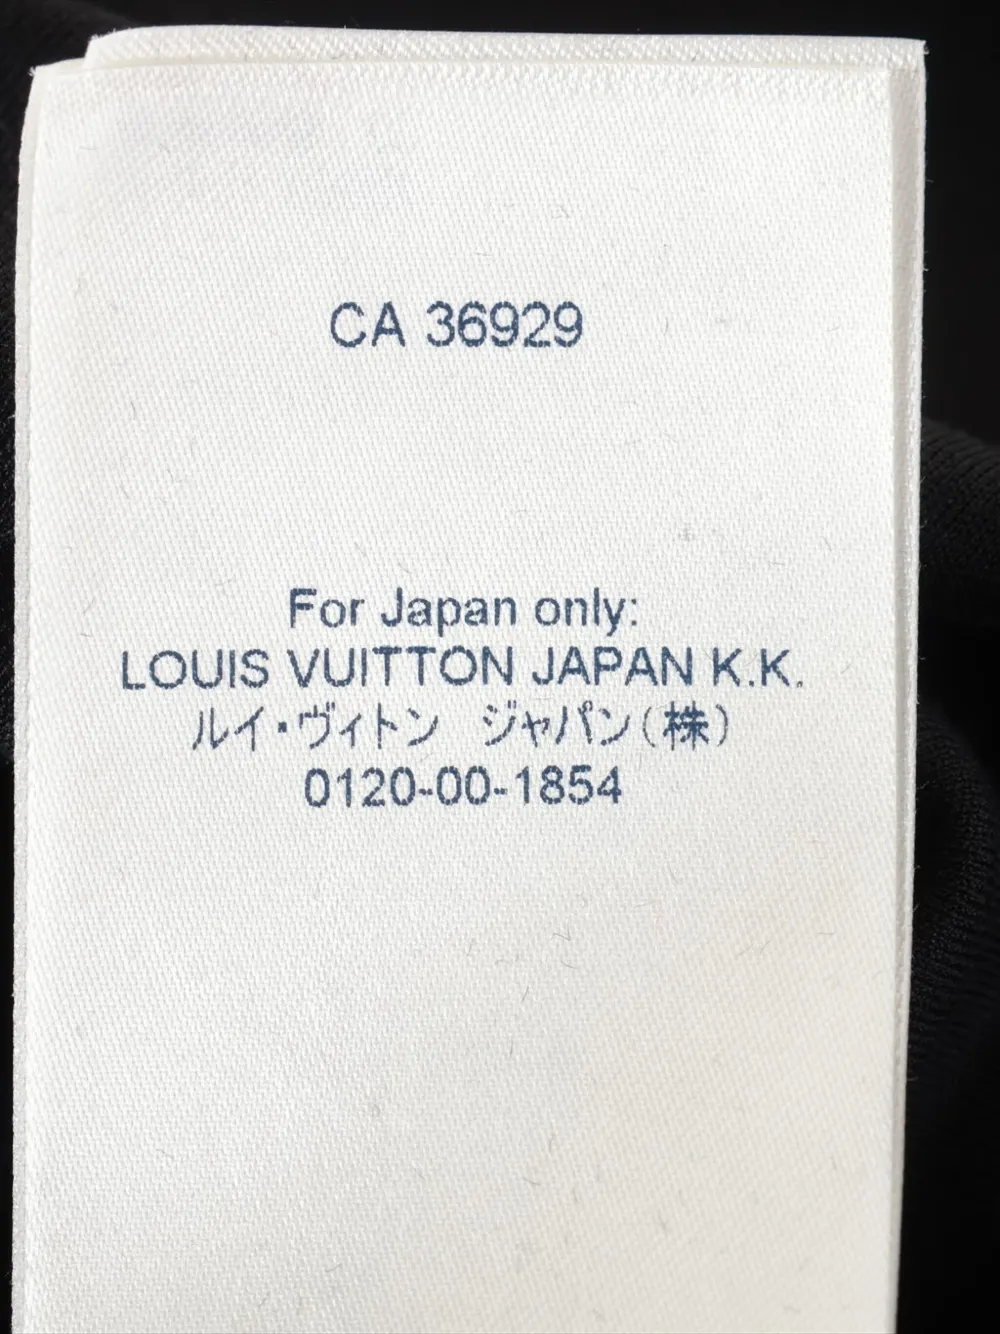 CA 36929
For Japan only:
LOUIS VUITTON JAPAN K.K.
ルイ・ヴィトン　ジャパン（株）
0120-00-1854